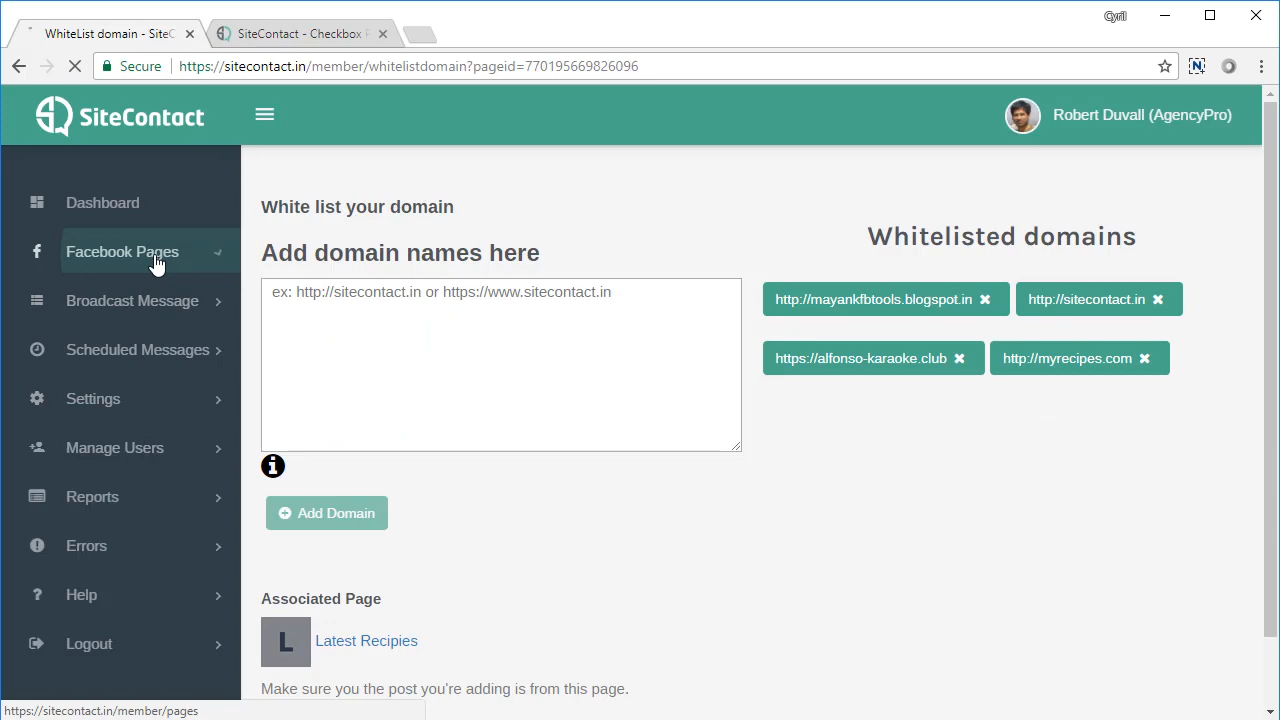 Cyril
WhiteList domain - SiteC
SiteContact - Checkbox
Secure
https://sitecontact.in/member/whitelistdomain?pageid=770195669826096
SiteContact
Robert Duvall (AgencyPro)
Dashboard
Facebook Pages
Broadcast Message
Scheduled Messages
Settings
Manage Users
Reports
Errors
Help
Logout
White list your domain
Add domain names here
ex: http://sitecontact.in or https://www.sitecontact.in
Add Domain
Whitelisted domains
http://mayankfbtools.blogspot.in
http://sitecontact.in
https://alfonso-karaoke.club
http://myrecipes.com
Associated Page
L
Latest Recipies
Make sure you the post you're adding is from this page.
https://sitecontact.in/member/pages